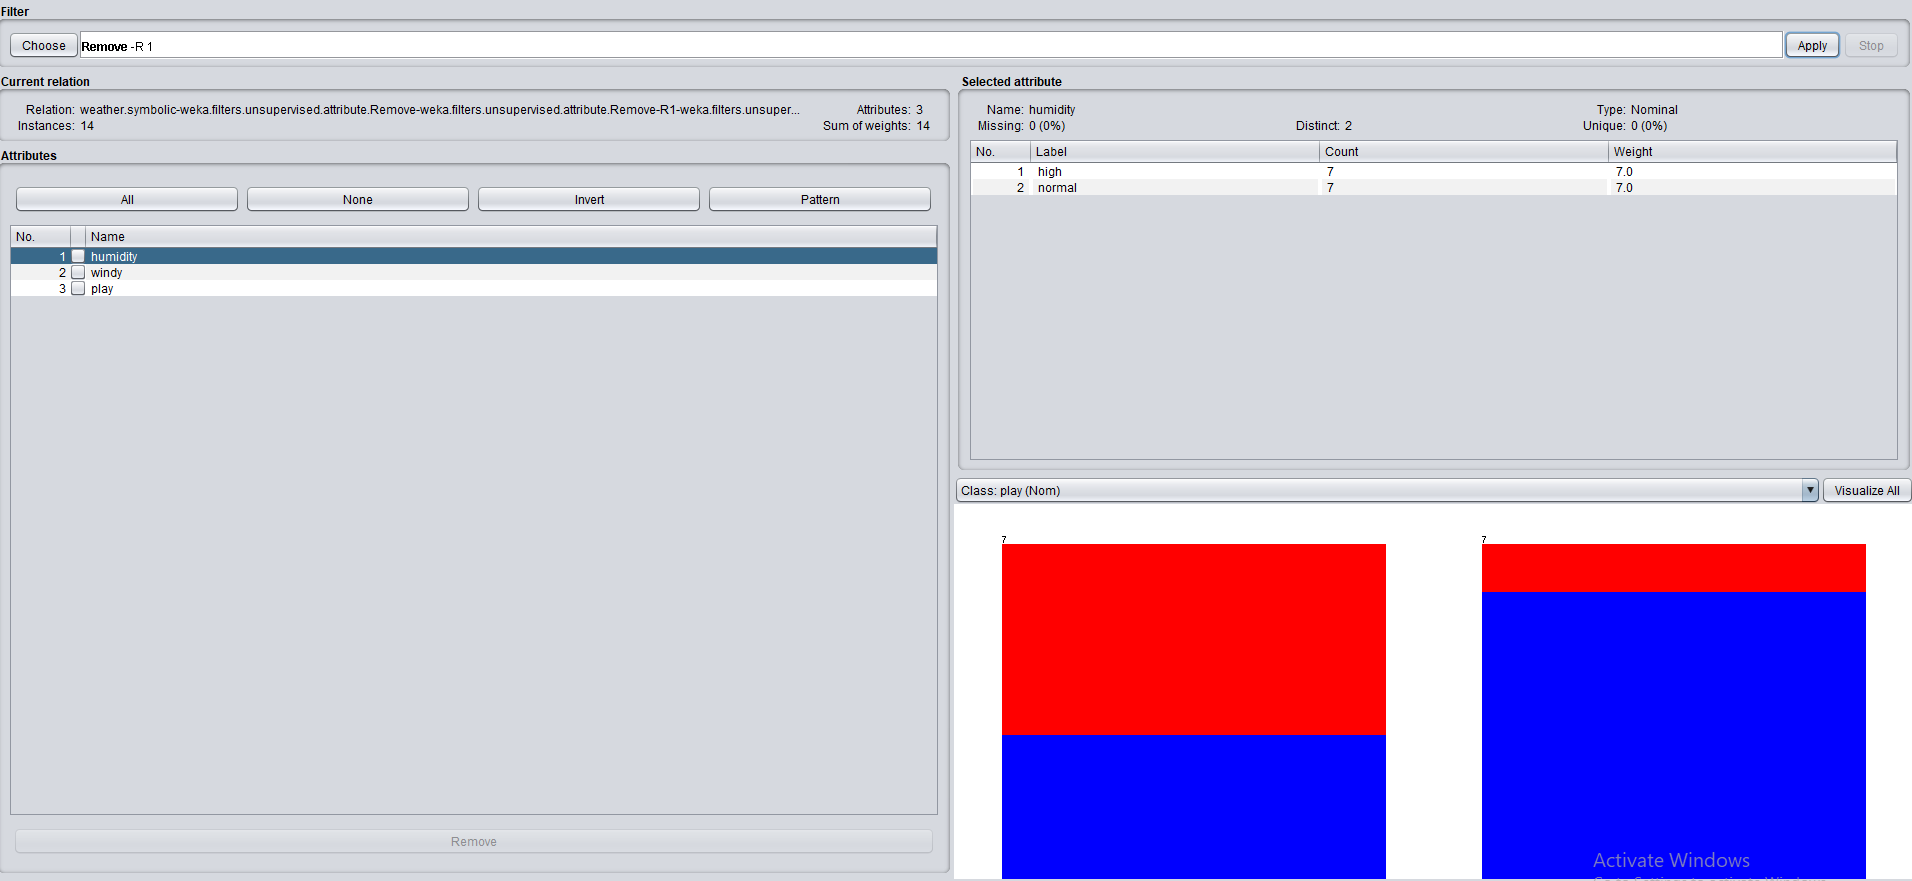 Filter
Choose Remove -R 1 Apply Stop
Current relation
Relation: weather.symbolic-weka.filters.unsupervised.attribute.Remove-weka.filters.unsupervised.attribute.Remove-R1-weka.filters.unsuper... Attributes: 3
Instances: 14 Sum of weights: 14
Attributes
All None Invert Pattern
No. Name
1 humidity
2 windy
3 play
Remove
Selected attribute
Name: humidity Type: Nominal
Missing: 0 (0%) Distinct: 2 Unique: 0 (0%)
No. Label Count Weight
1 high 7 7.0
2 normal 7 7.0
Class: play (Nom) Visualize All
7 7
Activate Windows